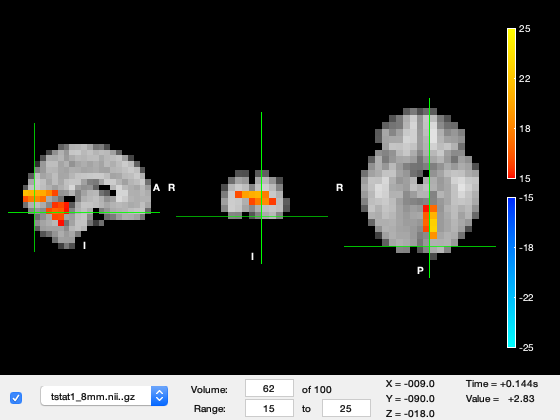 25
22
18
15
-15
-18
-22
-25
A R
R
I
I
P
tstat1_8mm.nii..gz
Volume: 62 of 100
Range: 15 to 25
X = -009.0
Y = -090.0
Z = -018.0
Time = +0.144s
Value = +2.83